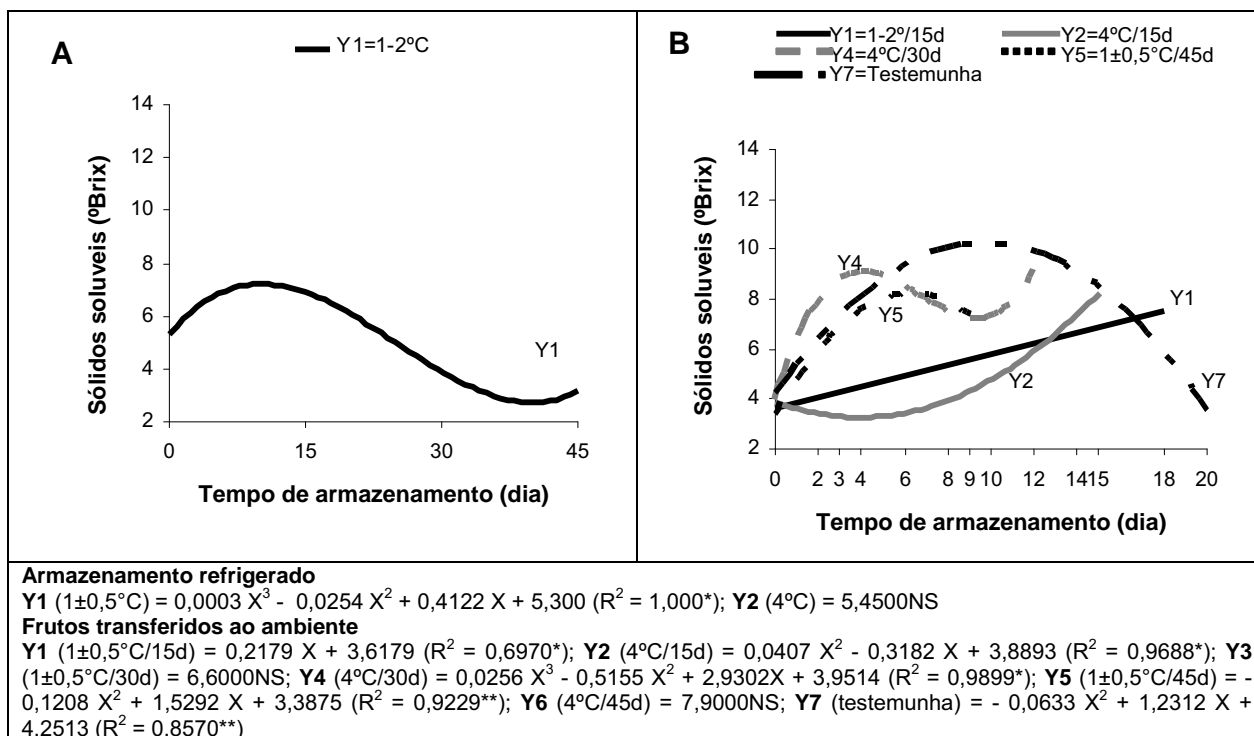 A
Y1=1-2ºC
Sólidos soluveis (ºBrix)
14
12
10
8
6
4
2
Y1
0 15 30 45
Tempo de armazenamento (dia)
B
Y1=1-2º/15d Y2=4ºC/15d
Y4=4ºC/30d Y5=1±0,5°C/45d
Y7=Testemunha
Sólidos soluveis (ºBrix)
14
12
10
8
6
4
2
Y4
Y5
Y1
Y2
Y7
0 2 3 4 6 8 9 10 12 14 15 18 20
Tempo de armazenamento (dia)
Armazenamento refrigerado
Y1 (1±0,5°C) = 0,0003 X³ - 0,0254 X² + 0,4122 X + 5,300 (R² = 1,000*); Y2 (4ºC) = 5,4500NS
Frutos transferidos ao ambiente
Y1 (1±0,5°C/15d) = 0,2179 X + 3,6179 (R² = 0,6970*); Y2 (4ºC/15d) = 0,0407 X² - 0,3182 X + 3,8893 (R² = 0,9688*); Y3
(1±0,5°C/30d) = 6,6000NS; Y4 (4ºC/30d) = 0,0256 X³ - 0,5155 X² + 2,9302X + 3,9514 (R² = 0,9899*); Y5 (1±0,5°C/45d) = -
0,1208 X² + 1,5292 X + 3,3875 (R² = 0,9229**); Y6 (4ºC/45d) = 7,9000NS; Y7 (testemunha) = - 0,0633 X² + 1,2312 X +
4,2513 (R² = 0,8570**)